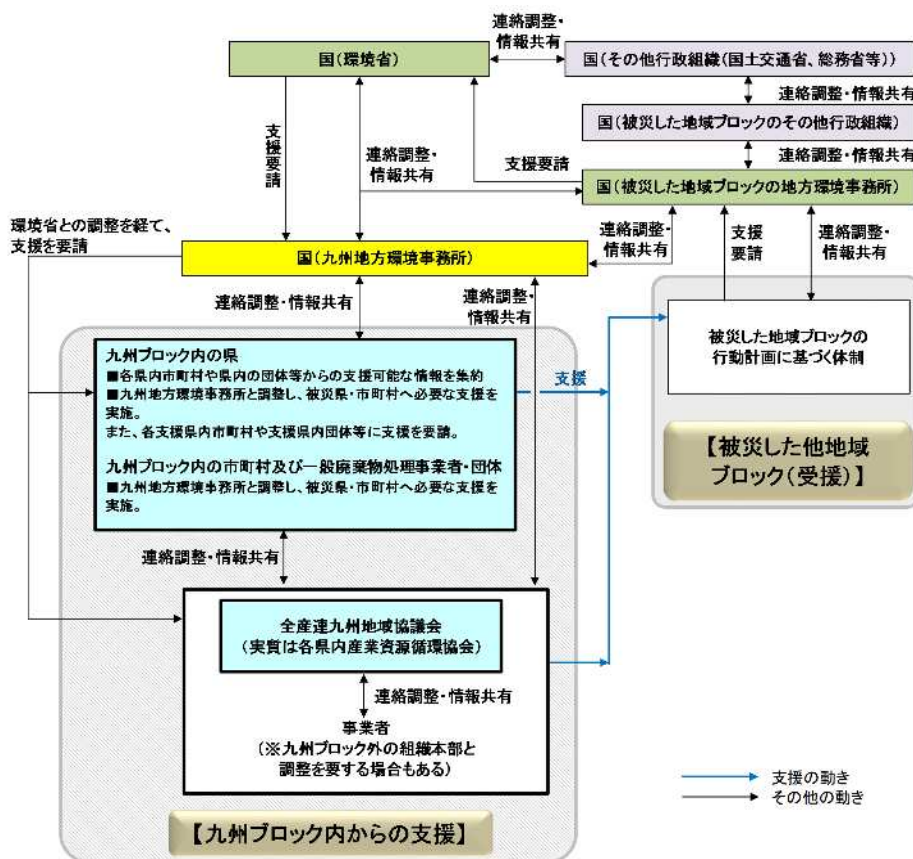 連絡調整・
情報共有
国(環境省)
国(その他行政組織(国土交通省、総務省等))
連絡調整・情報共有
国(被災した地域ブロックのその他行政組織)
支援要請
連絡調整・
情報共有
支援要請
連絡調整・情報共有
国(被災した地域ブロックの地方環境事務所)
環境省との調整を経て、
支援を要請
国(九州地方環境事務所)
連絡調整・
情報共有
支援
要請
連絡調整・
情報共有
連絡調整・情報共有
連絡調整・
情報共有
九州ブロック内の県
■各県内市町村や県内の団体等からの支援可能な情報を集約
■九州地方環境事務所と調整し、被災県・市町村へ必要な支援を
実施。
また、各支援県内市町村や支援県内団体等に支援を要請。
九州ブロック内の市町村及び一般廃棄物処理事業者・団体
■九州地方環境事務所と調整し、被災県・市町村へ必要な支援を
実施。
支援
被災した地域ブロックの
行動計画に基づく体制
【被災した他地域
ブロック(受援)】
連絡調整・情報共有
全産連九州地域協議会
(実質は各県内産業資源循環協会)
連絡調整・情報共有
事業者
(※九州ブロック外の組織本部と
調整を要する場合もある)
【九州ブロック内からの支援】
支援の動き
その他の動き